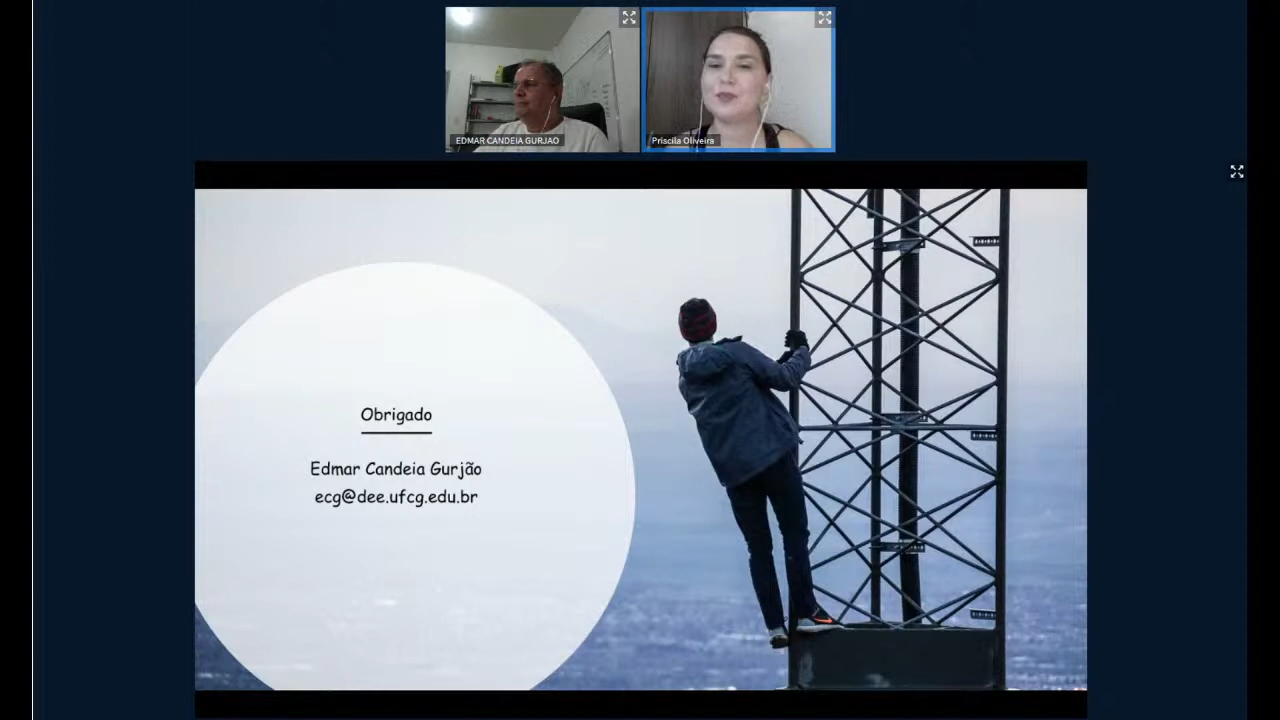 EDMAR CANDEIA GURJAO
Priscila Oliveira
Obrigado
Edmar Candeia Gurjão
ecg@dee.ufcg.edu.br